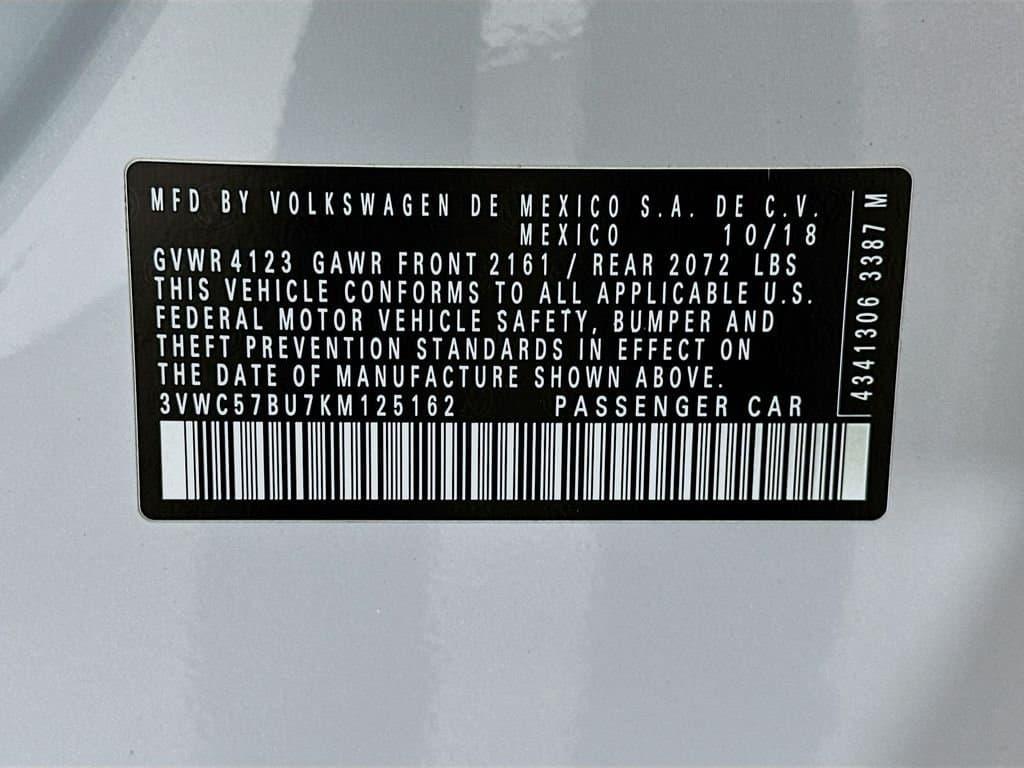 MFD BY VOLKSWAGEN DE MEXICO S.A. DE C.V.
MEXICO 10/18
GVWR 4123 GAWR FRONT 2161 / REAR 2072 LBS
THIS VEHICLE CONFORMS TO ALL APPLICABLE U.S.
FEDERAL MOTOR VEHICLE SAFETY, BUMPER AND
THEFT PREVENTION STANDARDS IN EFFECT ON
THE DATE OF MANUFACTURE SHOWN ABOVE.
3VWC57BU7KM125162 PASSENGER CAR
4341306 3387 M